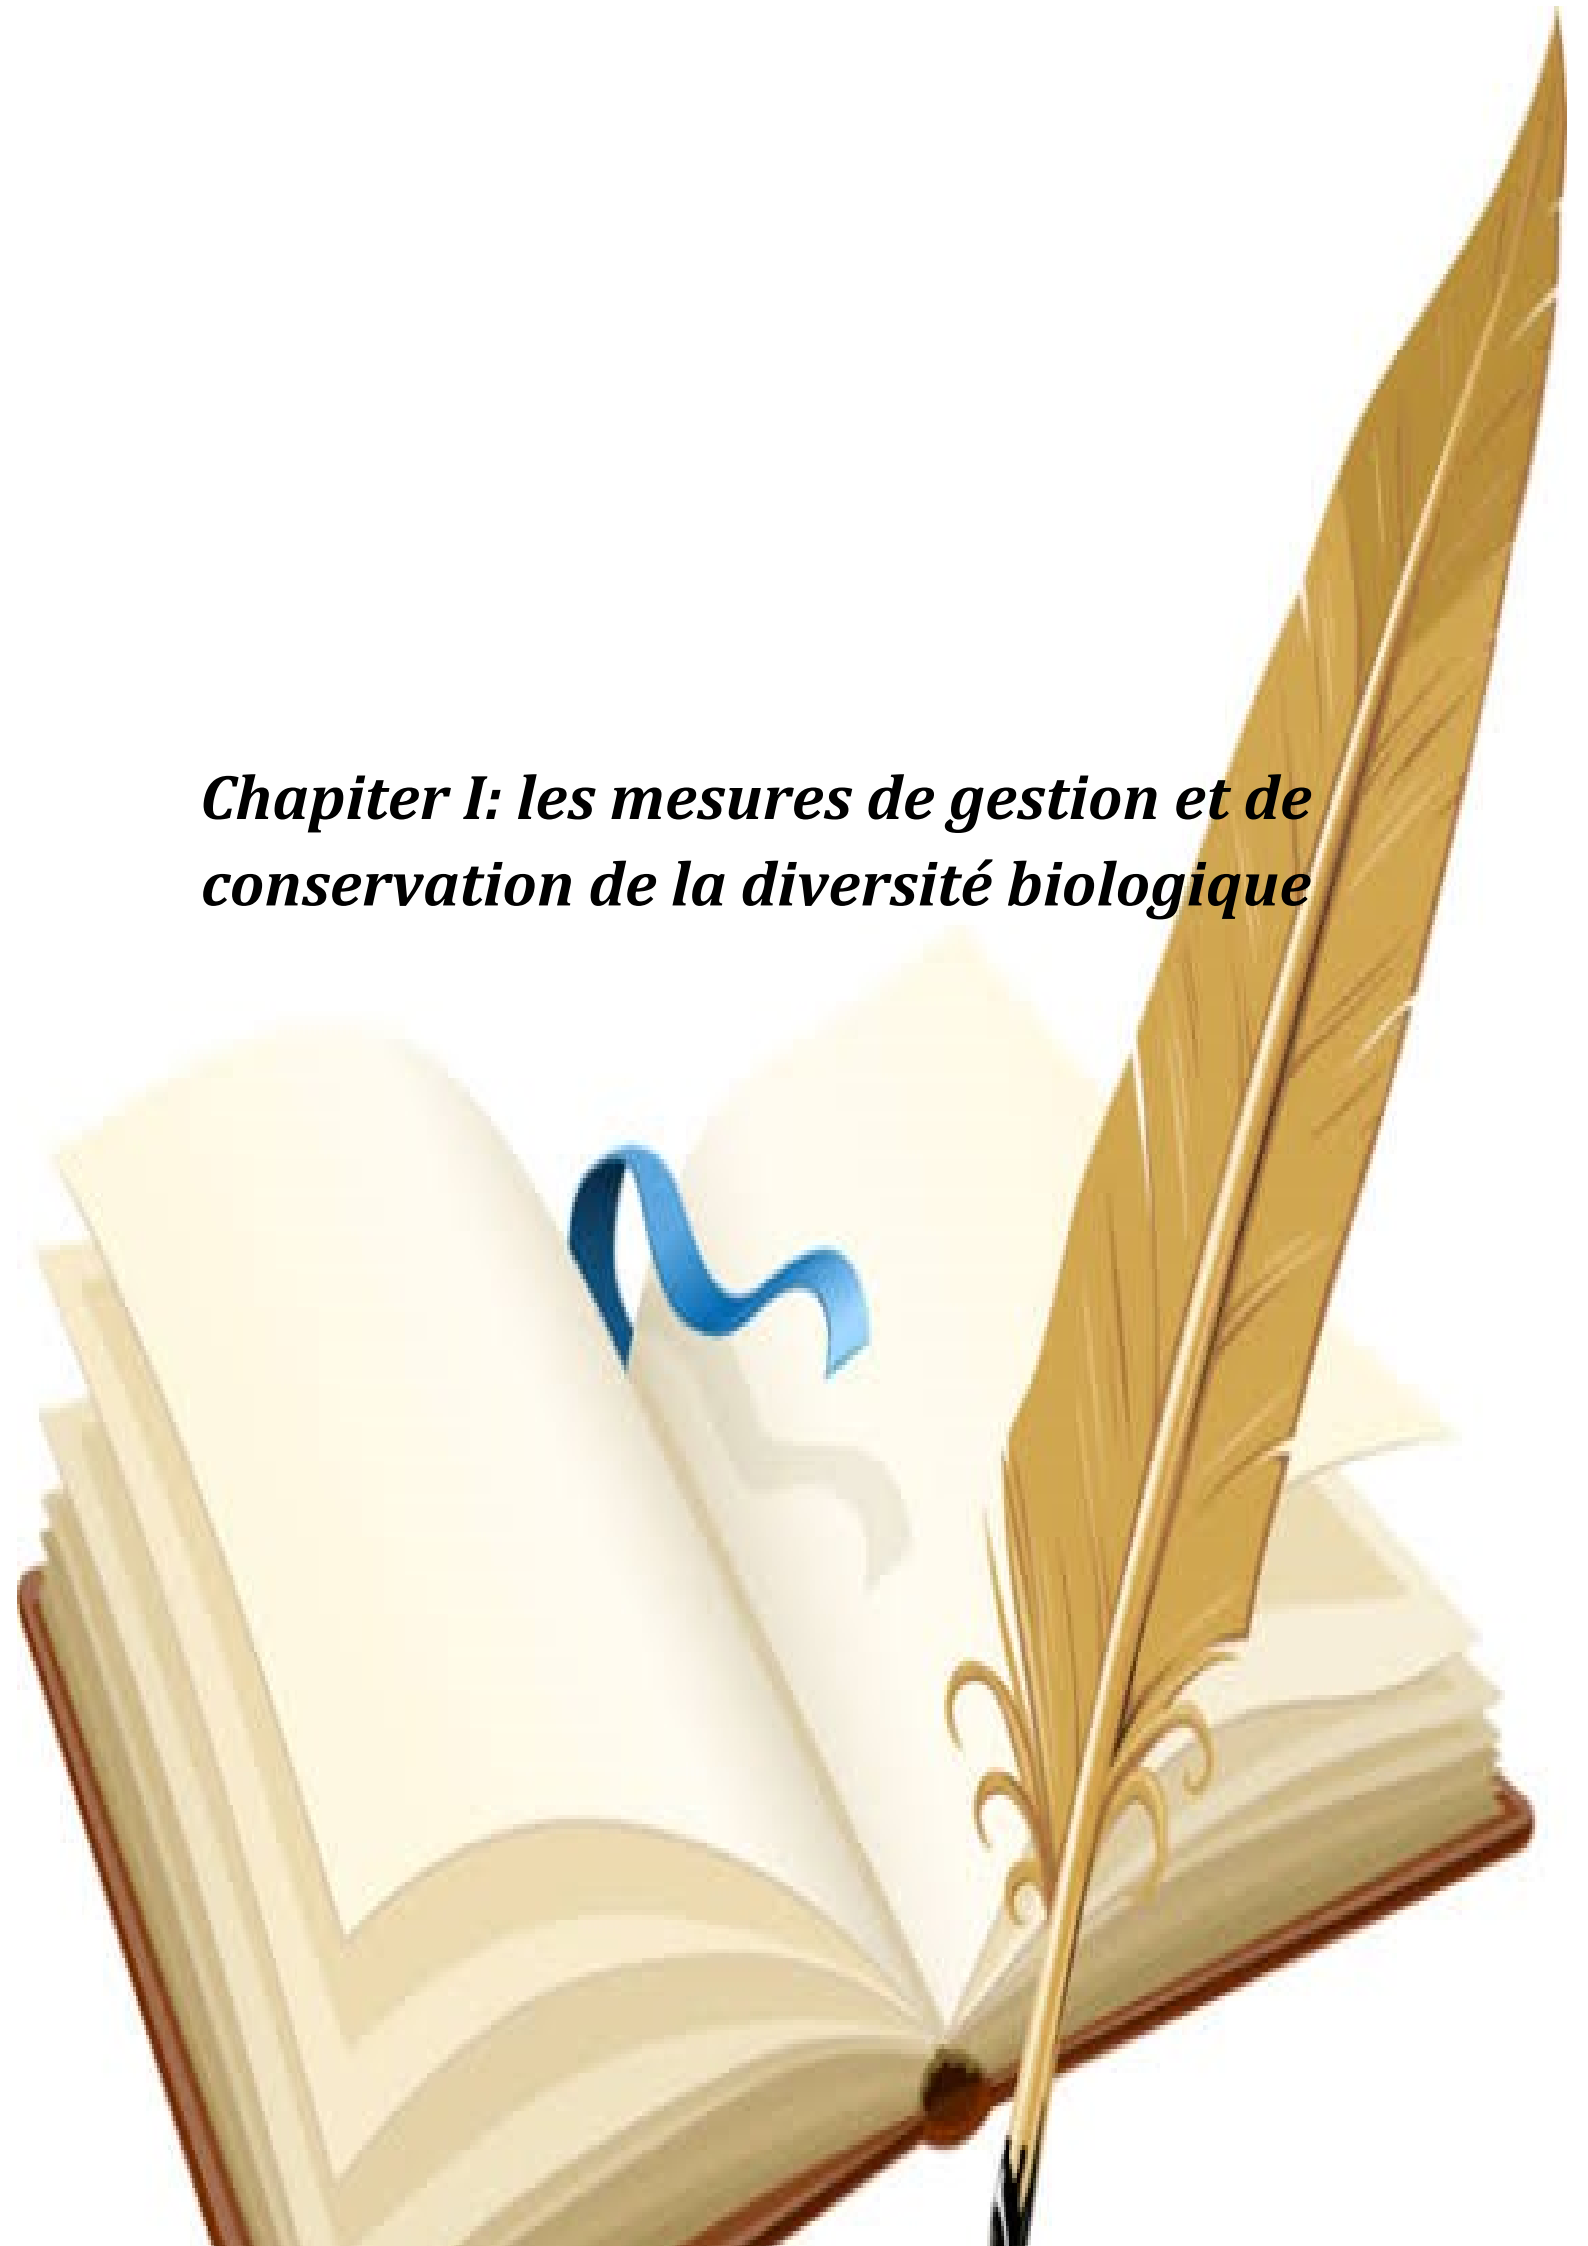 Chapiter I: les mesures de gestion et de
conservation de la diversité biologique